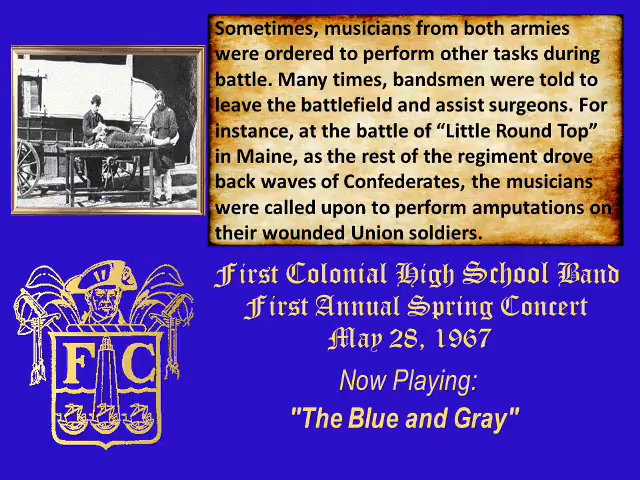 Sometimes, musicians from both armies
were ordered to perform other tasks during
battle. Many times, bandsmen were told to
leave the battlefield and assist surgeons. For
instance, at the battle of “Little Round Top”
in Maine, as the rest of the regiment drove
back waves of Confederates, the musicians
were called upon to perform amputations on
their wounded Union soldiers.
First Colonial High School Band
First Annual Spring Concert
May 28, 1967
Now Playing:
"The Blue and Gray"
F C